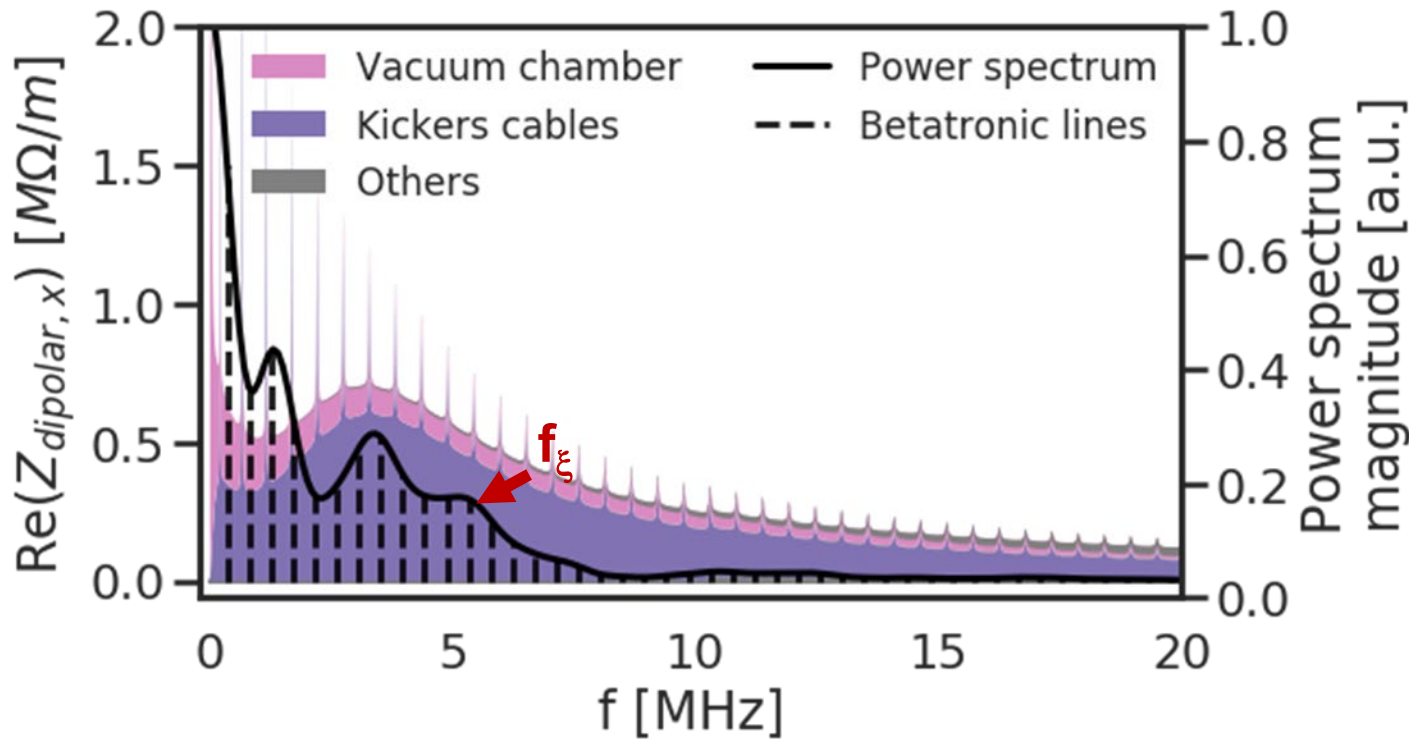 Re(Z_{dipolar, x}) [MΩ/m]
2.0
1.5
1.0
0.5
0.0
Vacuum chamber
Kickers cables
Others
Power spectrum
Betatronic lines
f_ξ
1.0
0.8
0.6
0.4
0.2
0.0
Power spectrum
magnitude [a.u.]
0 5 10 15 20
f [MHz]